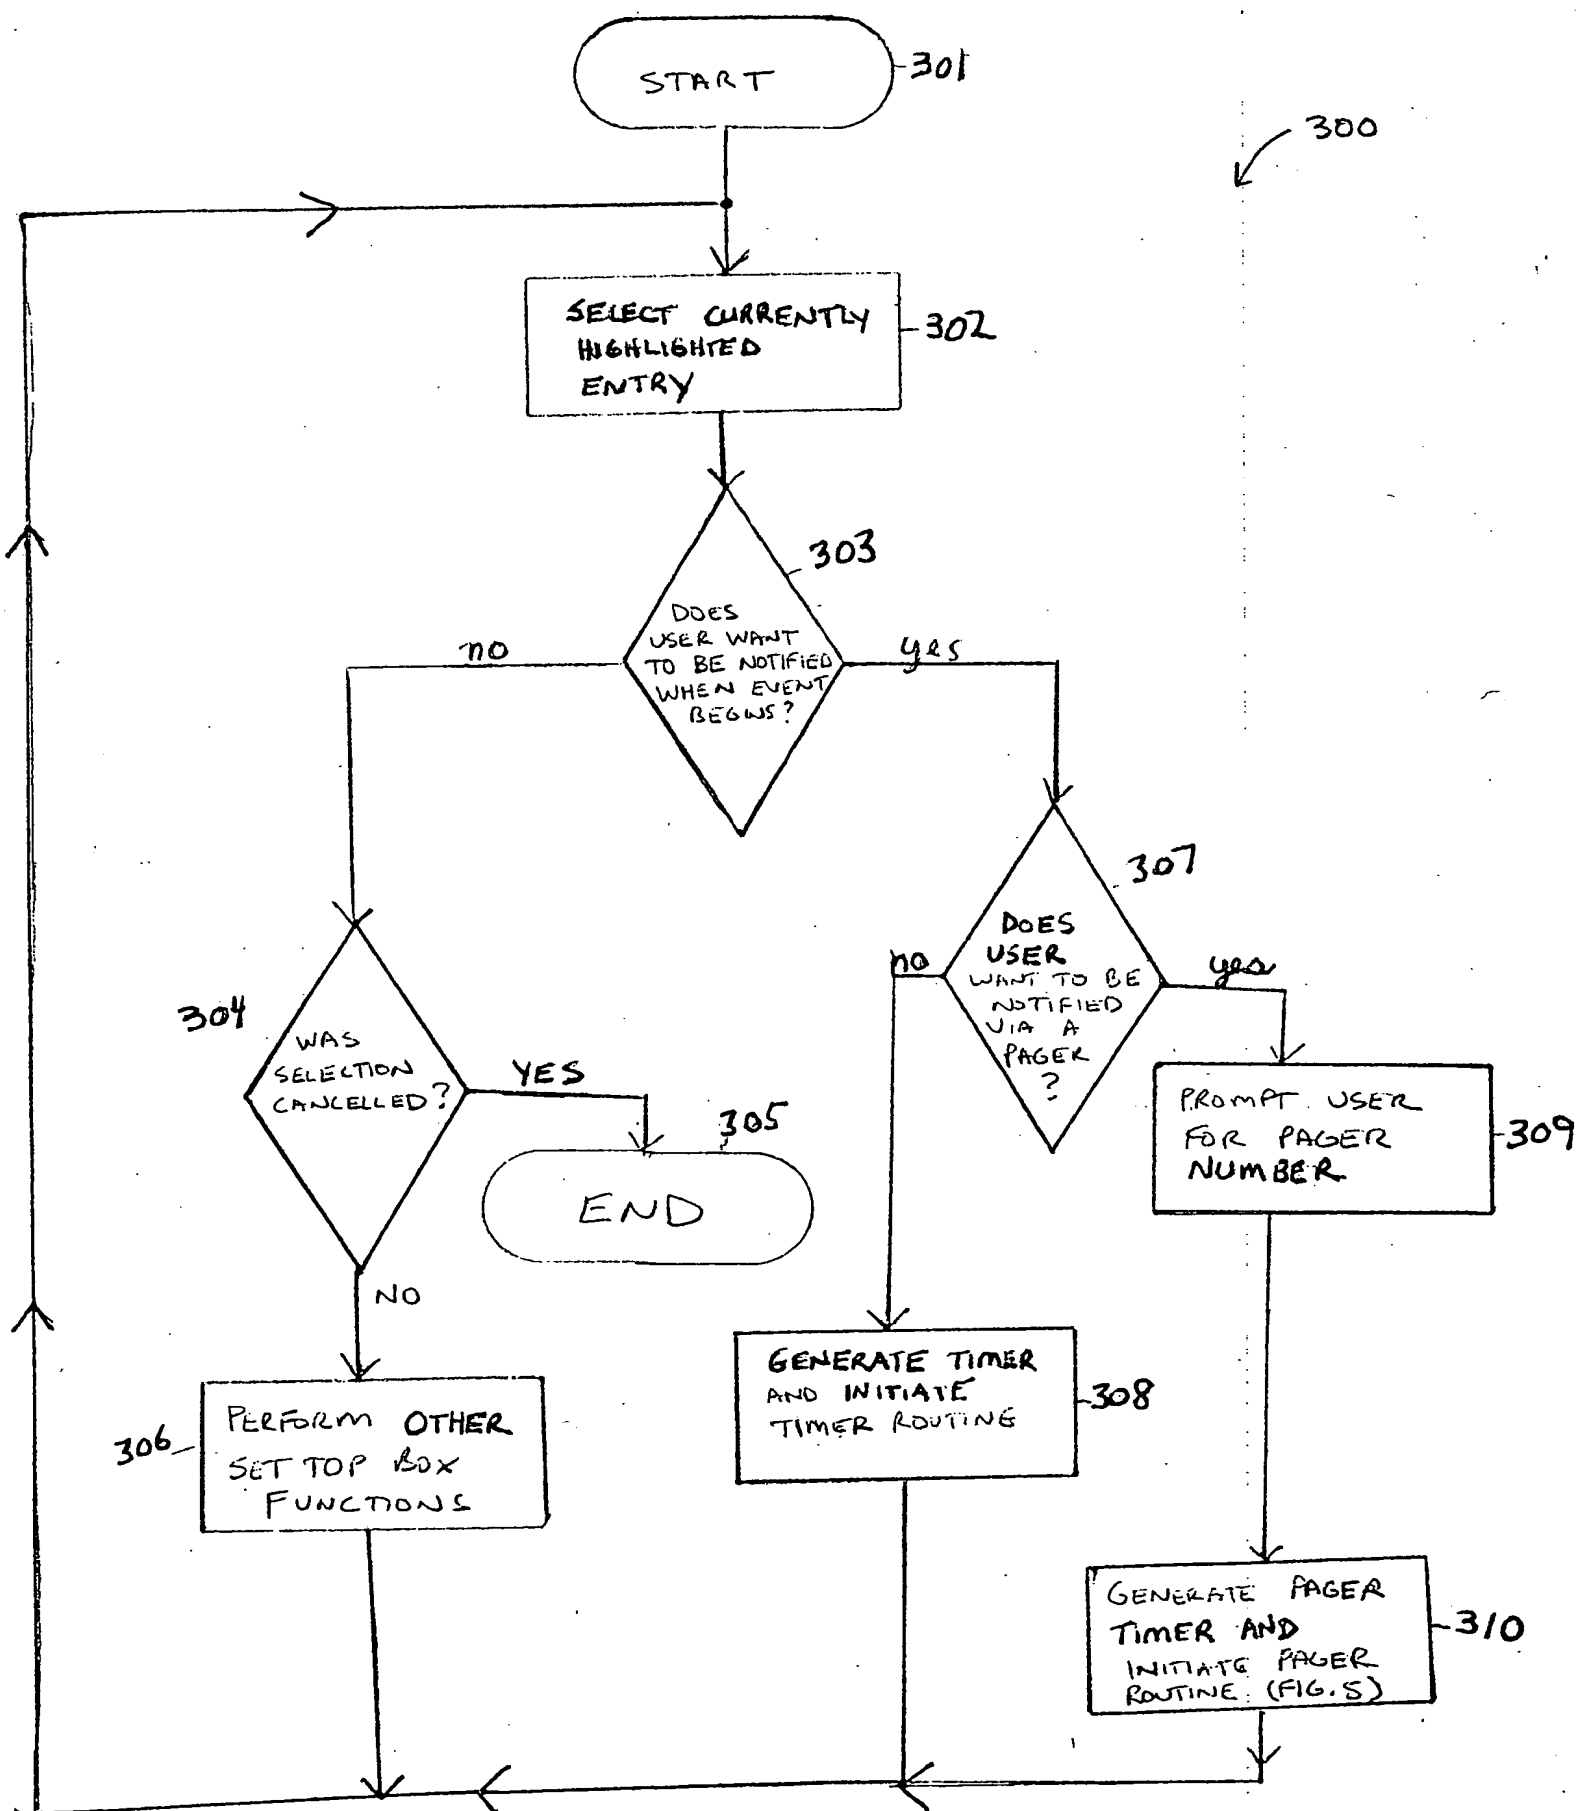 START
301
300
SELECT CURRENTLY
HIGHLIGHTED
ENTRY
302
303
DOES
USER WANT
TO BE NOTIFIED
WHEN EVENT
BEGINS?
no
yes
307
DOES
USER
WANT TO BE
NOTIFIED
VIA A
PAGER
?
no
yes
304
WAS
SELECTION
CANCELLED?
YES
305
END
NO
PROMPT USER
FOR PAGER
NUMBER
309
GENERATE TIMER
AND INITIATE
TIMER ROUTING
308
306
PERFORM OTHER
SET TOP BOX
FUNCTIONS
GENERATE PAGER
TIMER AND
INITIATE PAGER
ROUTINE (FIG. 5)
310